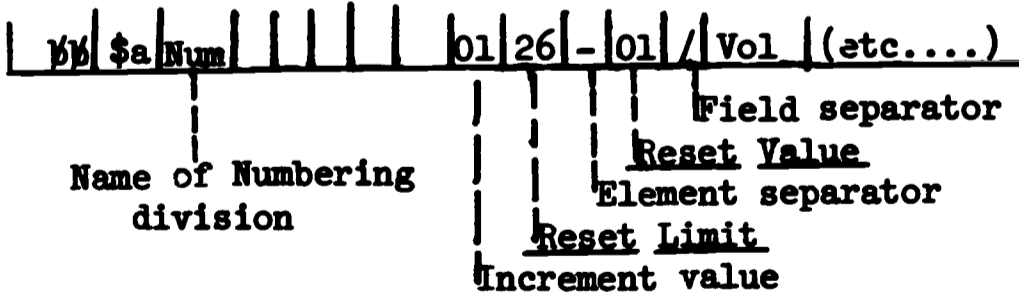 ƀƀ $a Num 01 26 - 01 / Vol (etc....)
Field separator
Reset Value
Name of Numbering
Element separator
division
Reset Limit
Increment value